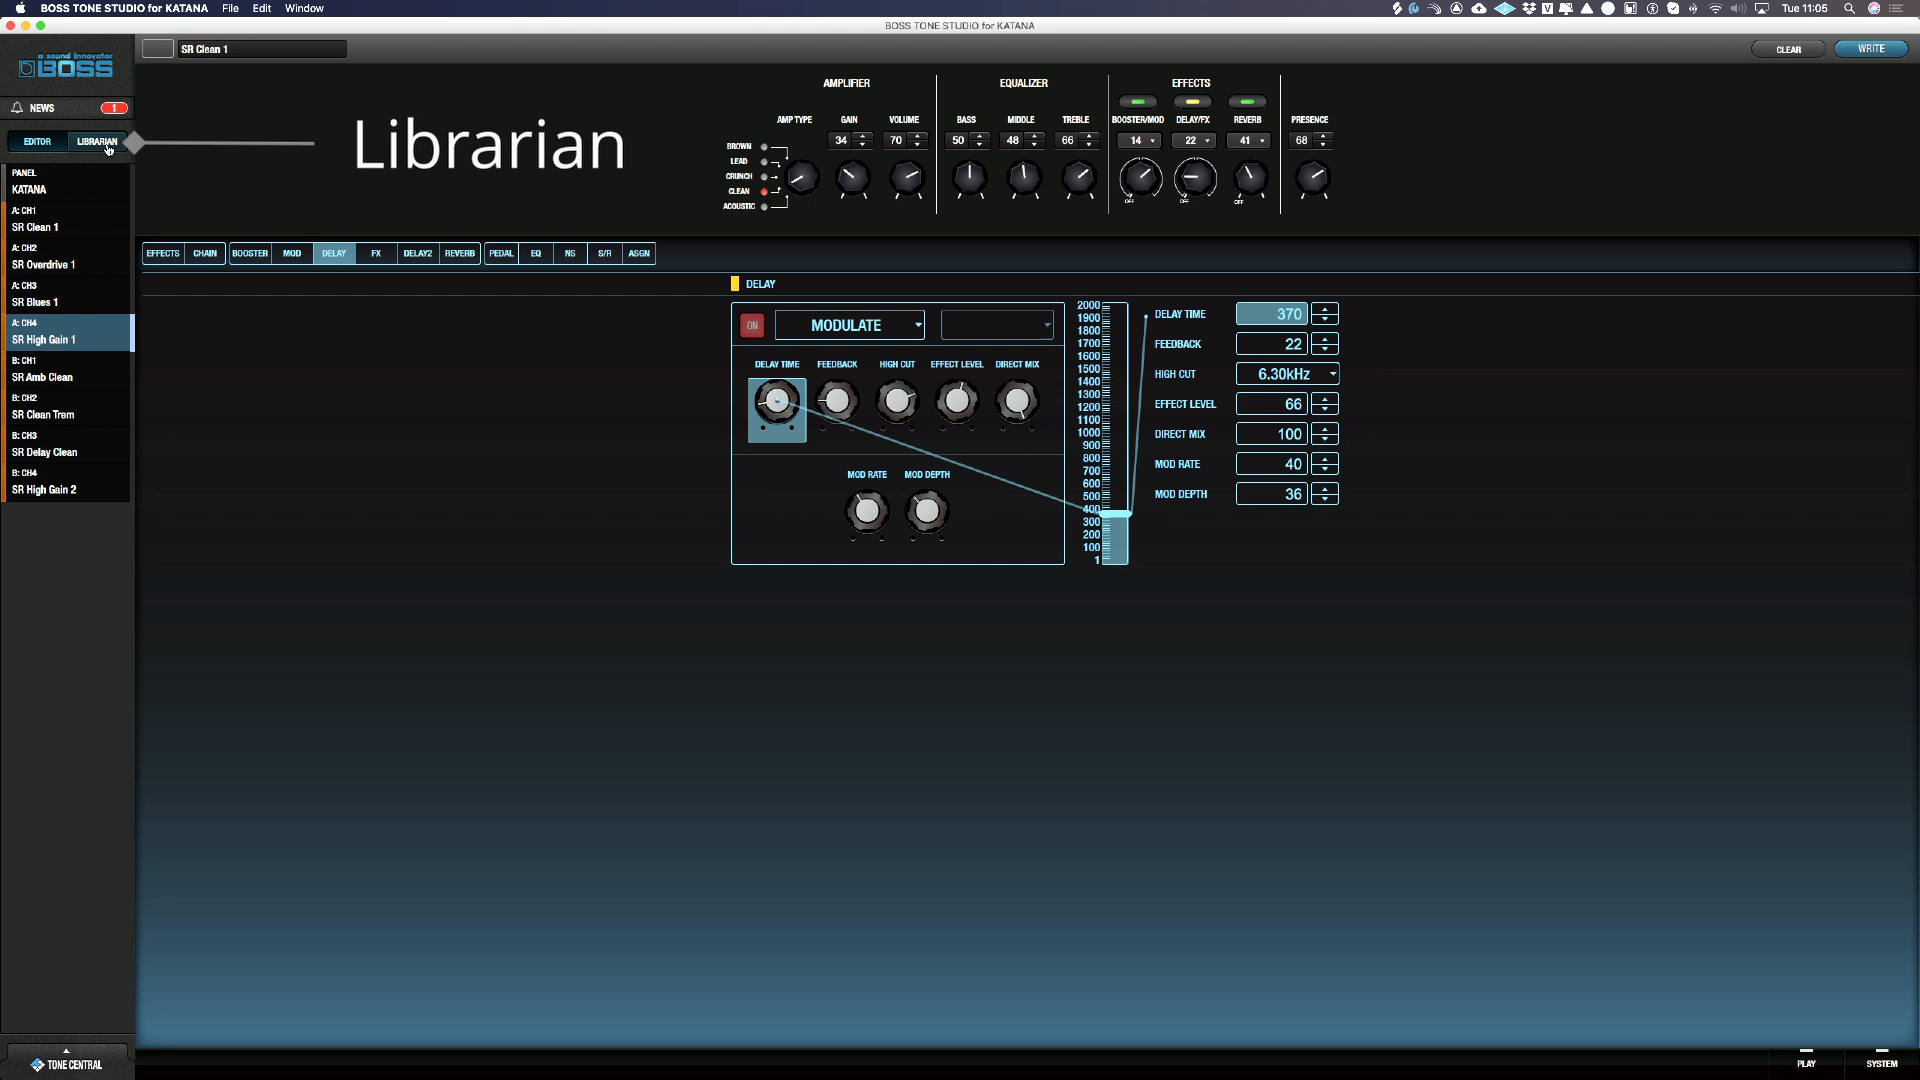 BOSS TONE STUDIO for KATANA File Edit Window
Tue 11:05
BOSS TONE STUDIO for KATANA
a sound innovator
BOSS
SR Clean 1
CLEAR WRITE
NEWS 1
EDITOR LIBRARIAN
Librarian
PANEL
KATANA
A: CH1
SR Clean 1
A: CH2
SR Overdrive 1
A: CH3
SR Blues 1
A: CH4
SR High Gain 1
B: CH1
SR Amb Clean
B: CH2
SR Clean Trem
B: CH3
SR Delay Clean
B: CH4
SR High Gain 2
TONE CENTRAL
AMPLIFIER EQUALIZER EFFECTS
AMP TYPE GAIN VOLUME BASS MIDDLE TREBLE BOOSTER/MOD DELAY/FX REVERB PRESENCE
34 70 50 48 66 14 22 41 68
BROWN
LEAD
CRUNCH
CLEAN
ACOUSTIC
OFF OFF OFF
EFFECTS CHAIN BOOSTER MOD DELAY FX DELAY2 REVERB PEDAL EQ NS S/R ASGN
DELAY
ON MODULATE
DELAY TIME FEEDBACK HIGH CUT EFFECT LEVEL DIRECT MIX
MOD RATE MOD DEPTH
2000
1900
1800
1700
1600
1500
1400
1300
1200
1100
1000
900
800
700
600
500
400
300
200
100
1
DELAY TIME 370
FEEDBACK 22
HIGH CUT 6.30kHz
EFFECT LEVEL 66
DIRECT MIX 100
MOD RATE 40
MOD DEPTH 36
PLAY SYSTEM